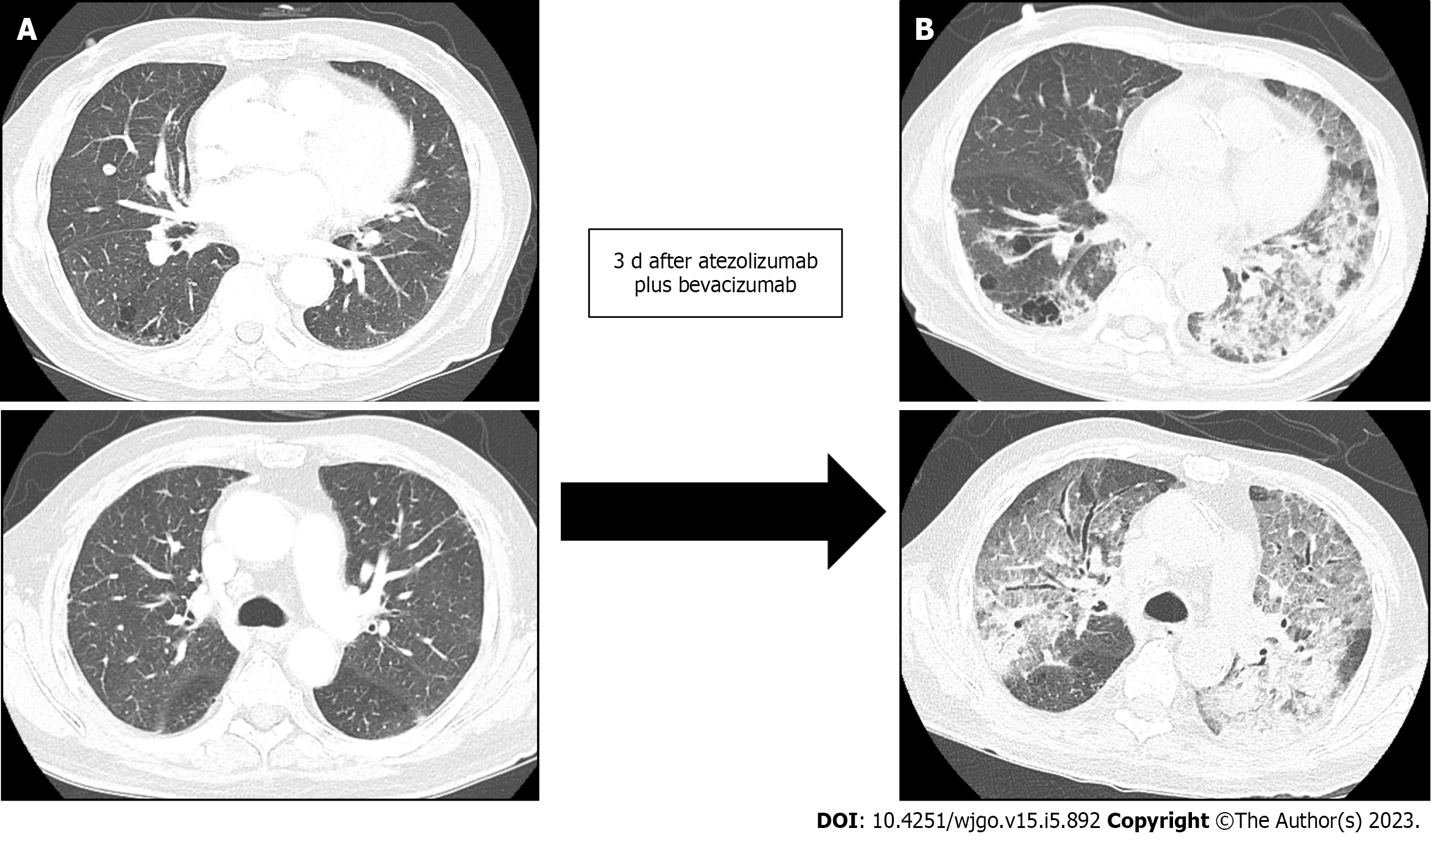 A
B
3 d after atezolizumab
plus bevacizumab
DOI: 10.4251/wjgo.v15.i5.892 Copyright ©The Author(s) 2023.